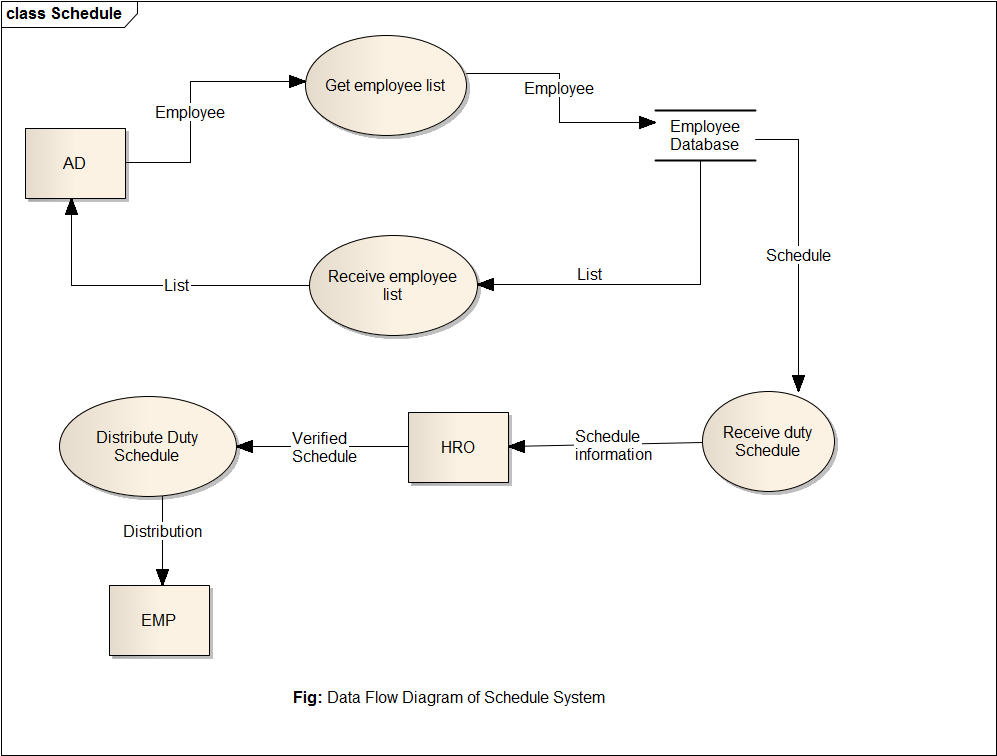 class Schedule
Get employee list
Employee
Employee
Employee
Database
AD
Schedule
Receive employee
list
List
List
Distribute Duty
Schedule
Verified
Schedule
HRO
Schedule
information
Receive duty
Schedule
Distribution
EMP
Fig: Data Flow Diagram of Schedule System